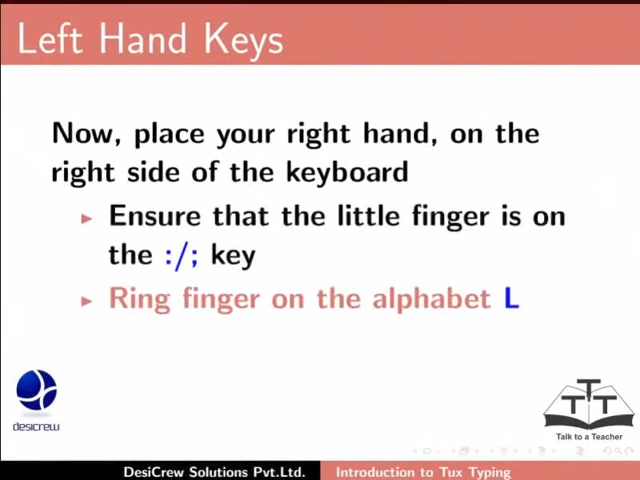 Left Hand Keys
Now, place your right hand, on the
right side of the keyboard
Ensure that the little finger is on
the :/; key
Ring finger on the alphabet L
desicrew
TTL
Talk to a Teacher
DesiCrew Solutions Pvt.Ltd. Introduction to Tux Typing